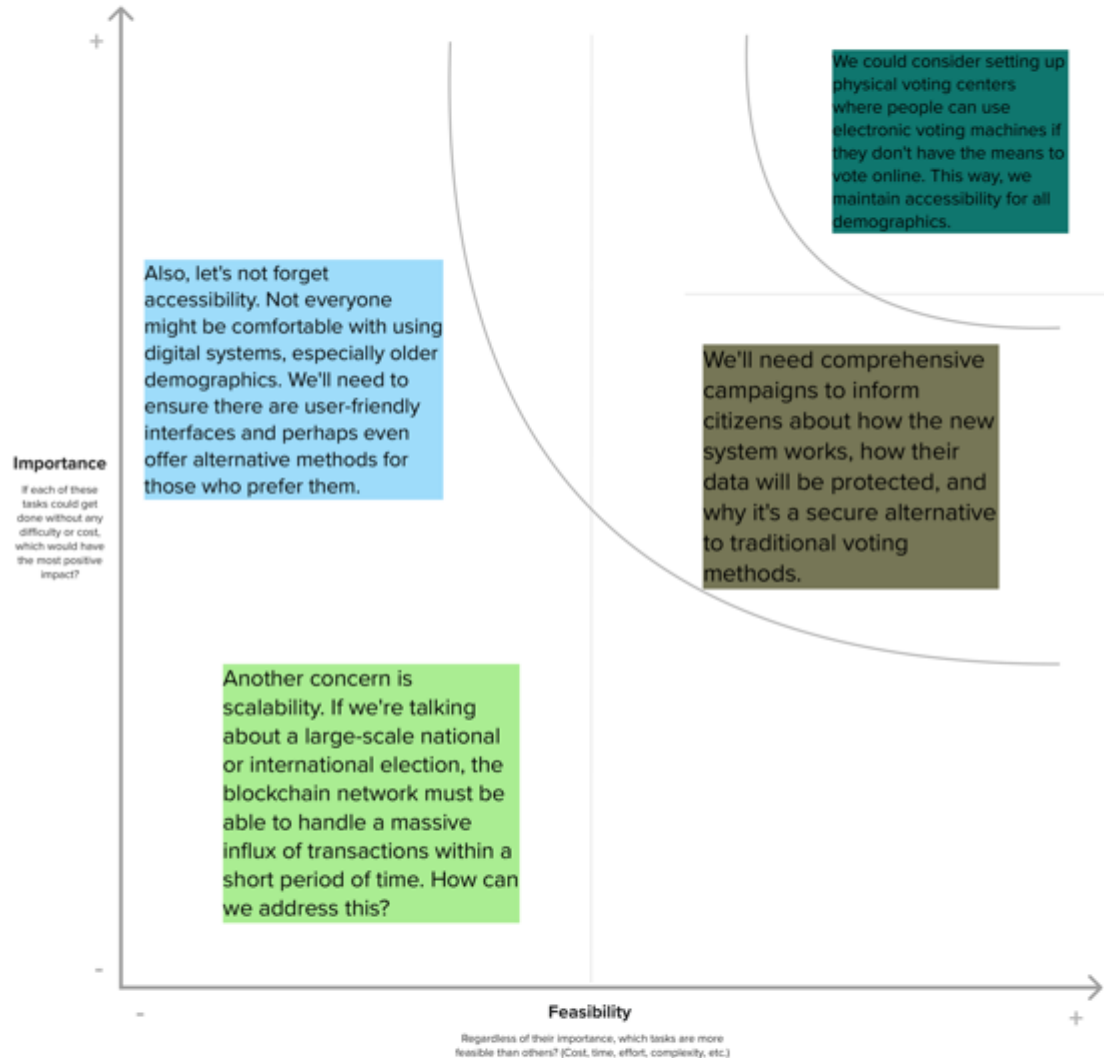 +
We could consider setting up
physical voting centers
where people can use
electronic voting machines if
they don't have the means to
vote online. This way, we
maintain accessibility for all
demographics.
Also, let's not forget
accessibility. Not everyone
might be comfortable with using
digital systems, especially older
demographics. We'll need to
ensure there are user-friendly
interfaces and perhaps even
offer alternative methods for
those who prefer them.
We'll need comprehensive
campaigns to inform
citizens about how the new
system works, how their
data will be protected, and
why it's a secure alternative
to traditional voting
methods.
Importance
If each of these
tasks could get
done without any
difficulty or cost,
which would have
the most positive
impact?
Another concern is
scalability. If we're talking
about a large-scale national
or international election, the
blockchain network must be
able to handle a massive
influx of transactions within a
short period of time. How can
we address this?
-
-
Feasibility
+
Regardless of their importance, which tasks are more
feasible than others? (Cost, time, effort, complexity, etc.)